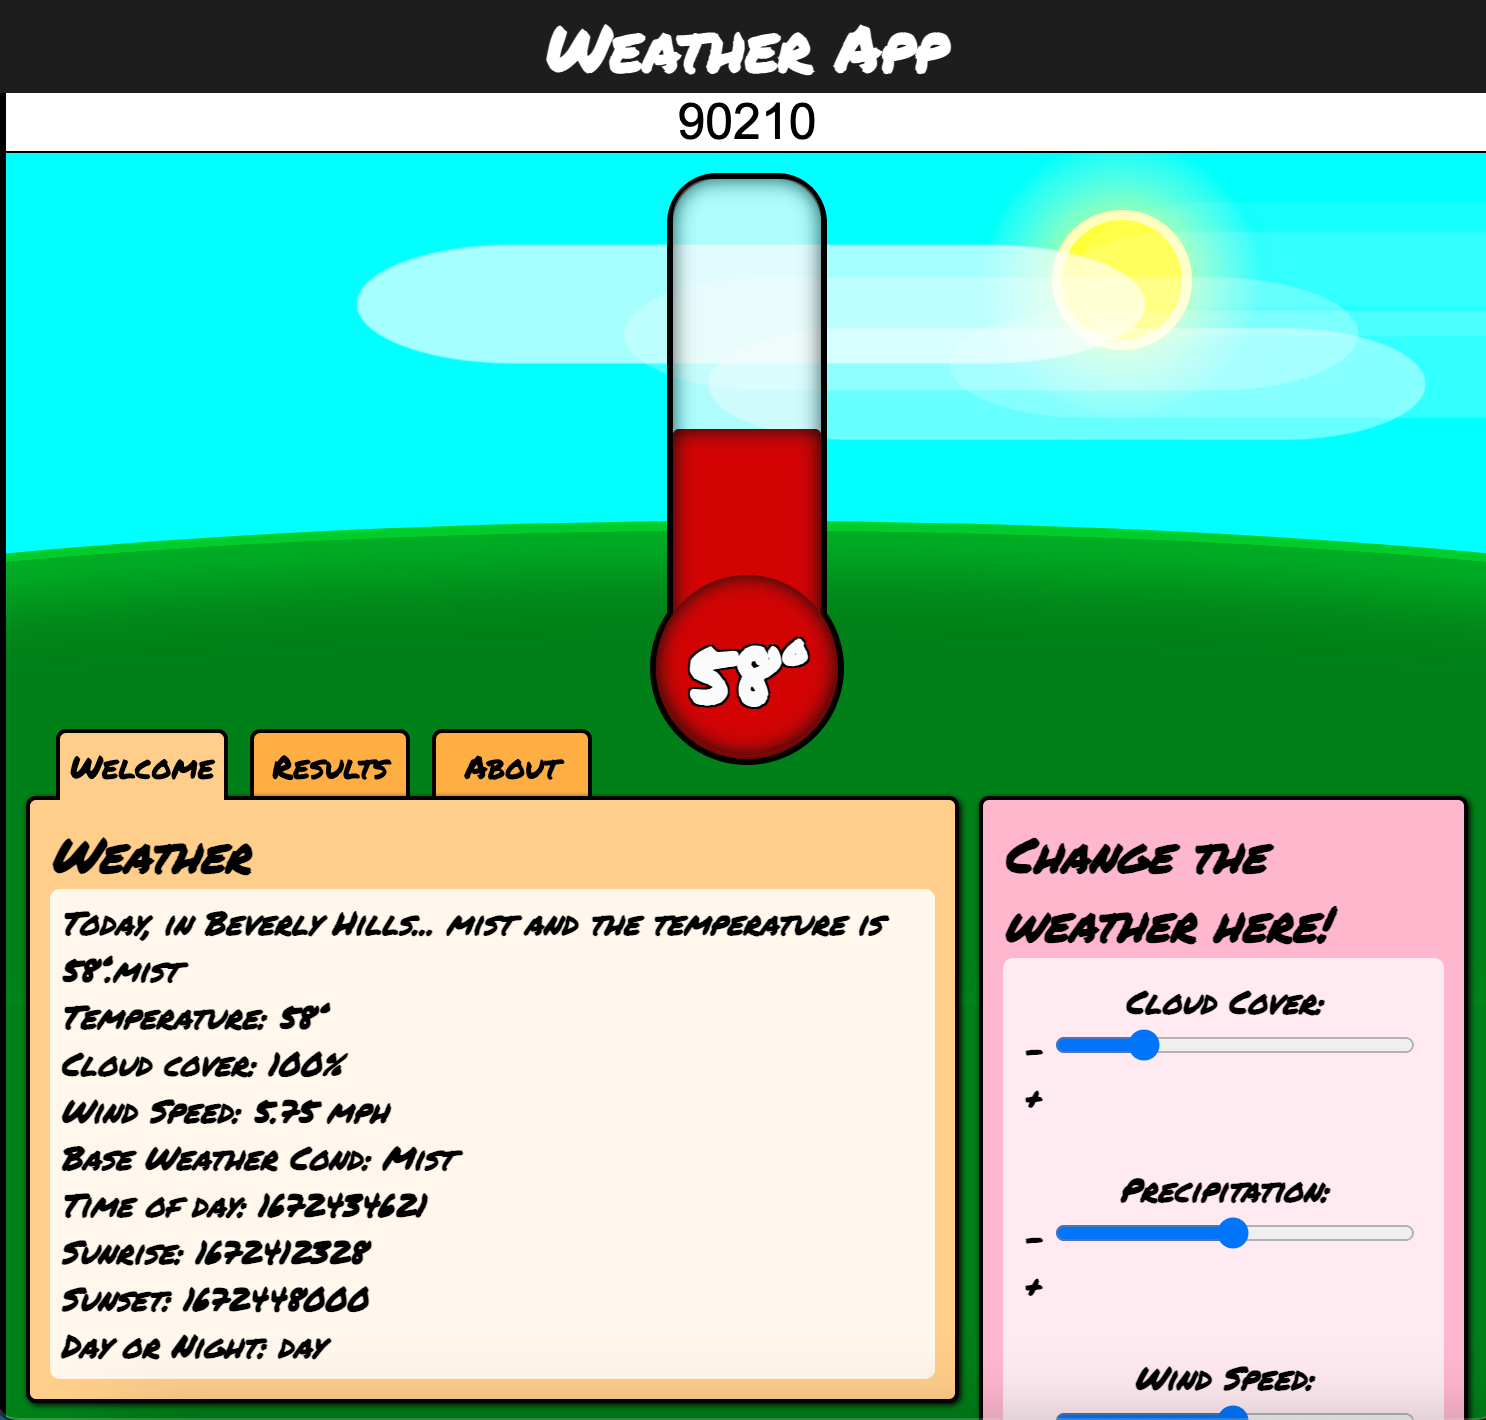 Weather App
90210
58°
Welcome
Results
About
Weather
Today, in Beverly Hills... mist and the temperature is
58°.mist
Temperature: 58°
Cloud cover: 100%
Wind Speed: 5.75 mph
Base Weather Cond: Mist
Time of day: 1672434621
Sunrise: 1672412328
Sunset: 1672448000
Day or Night: day
Change the
weather here!
Cloud Cover:
-
+
Precipitation:
-
+
Wind Speed: